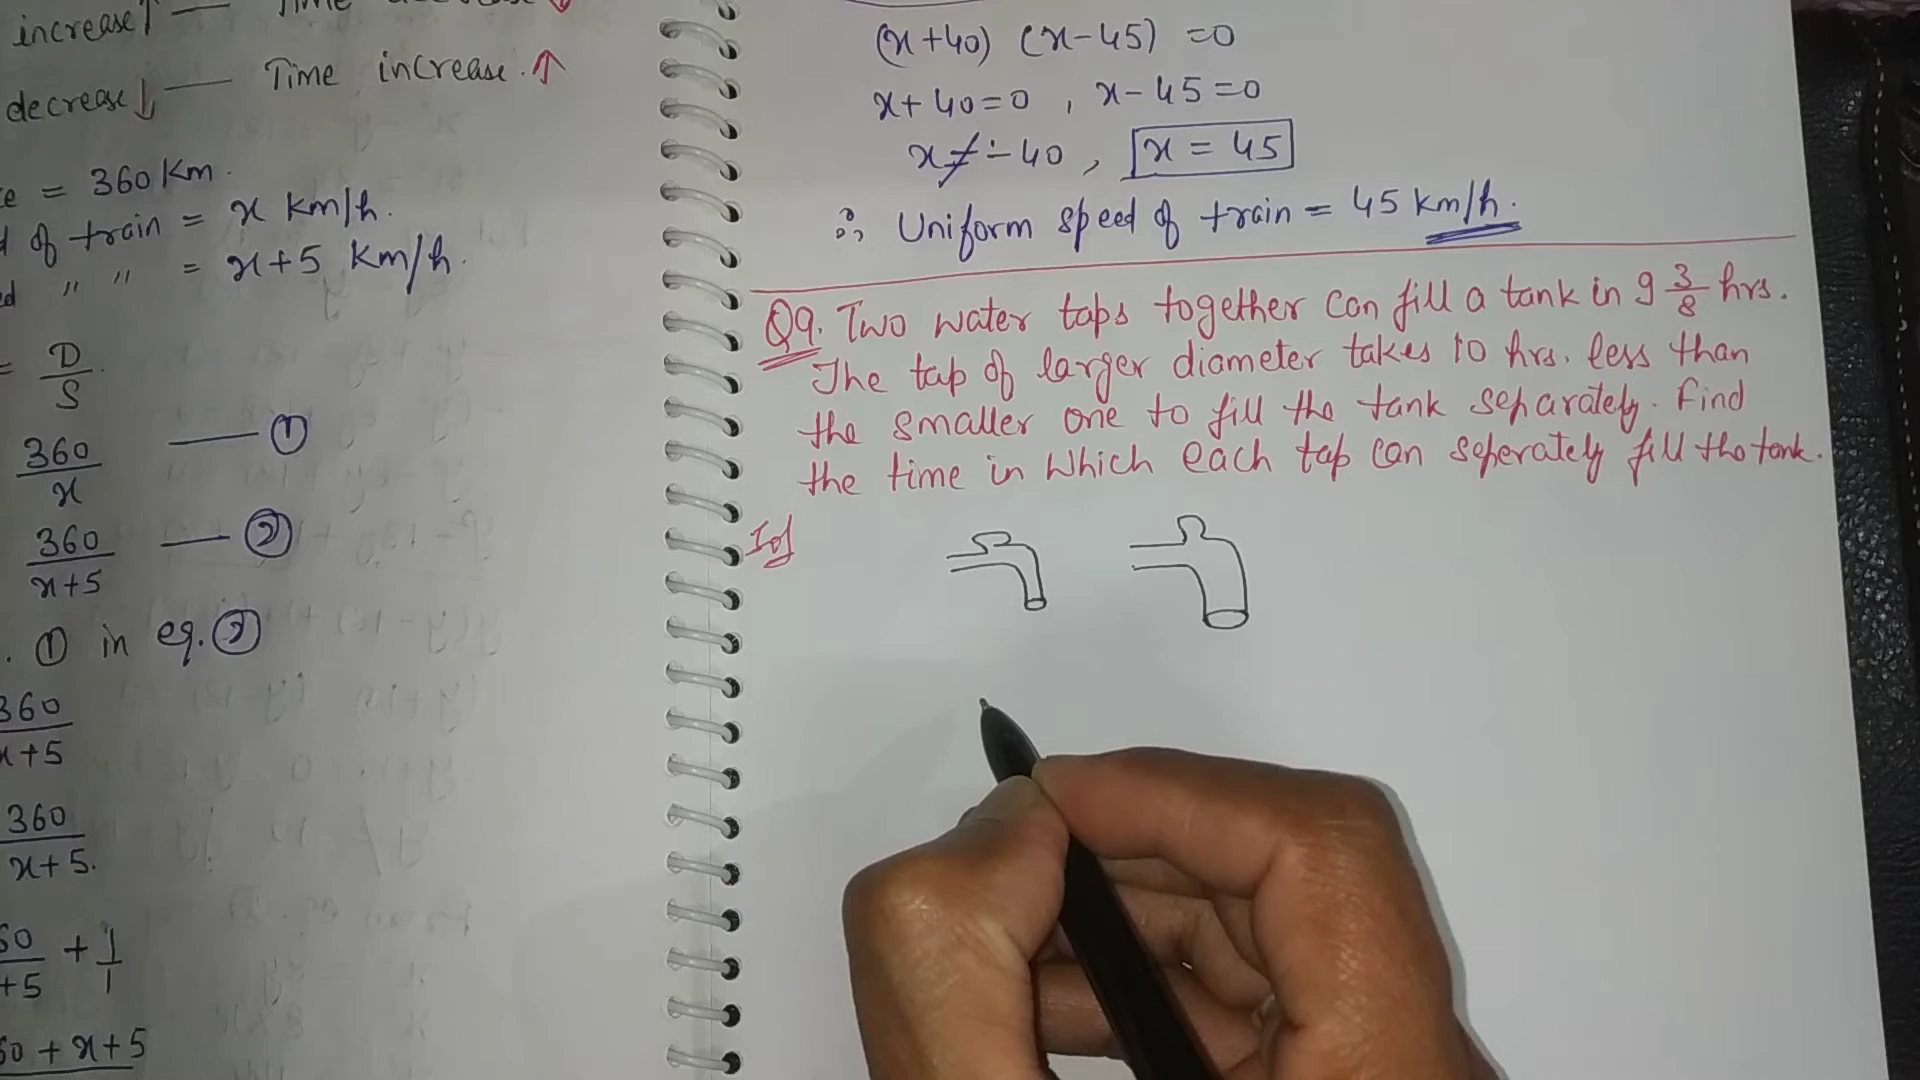 increase↑ — Time
decrease↓ — Time increase. ↑
= 360 Km.
of train = x km/h.
" " = x+5 km/h.
= D/S.
360/x — ①
360/x+5 — ②
. ① in eq. ②
360/x+5
360/x+5.
60/+5 + 1/1
60 + x+5
(x+40) (x-45) =0
x+40=0 , x-45=0
x≠-40 , x = 45
∴ Uniform speed of train = 45 km/h.
Q9. Two water taps together can fill a tank in 9 3/8 hrs.
The tap of larger diameter takes 10 hrs. less than
the smaller one to fill the tank separately. Find
the time in which each tap can seperately fill the tank.